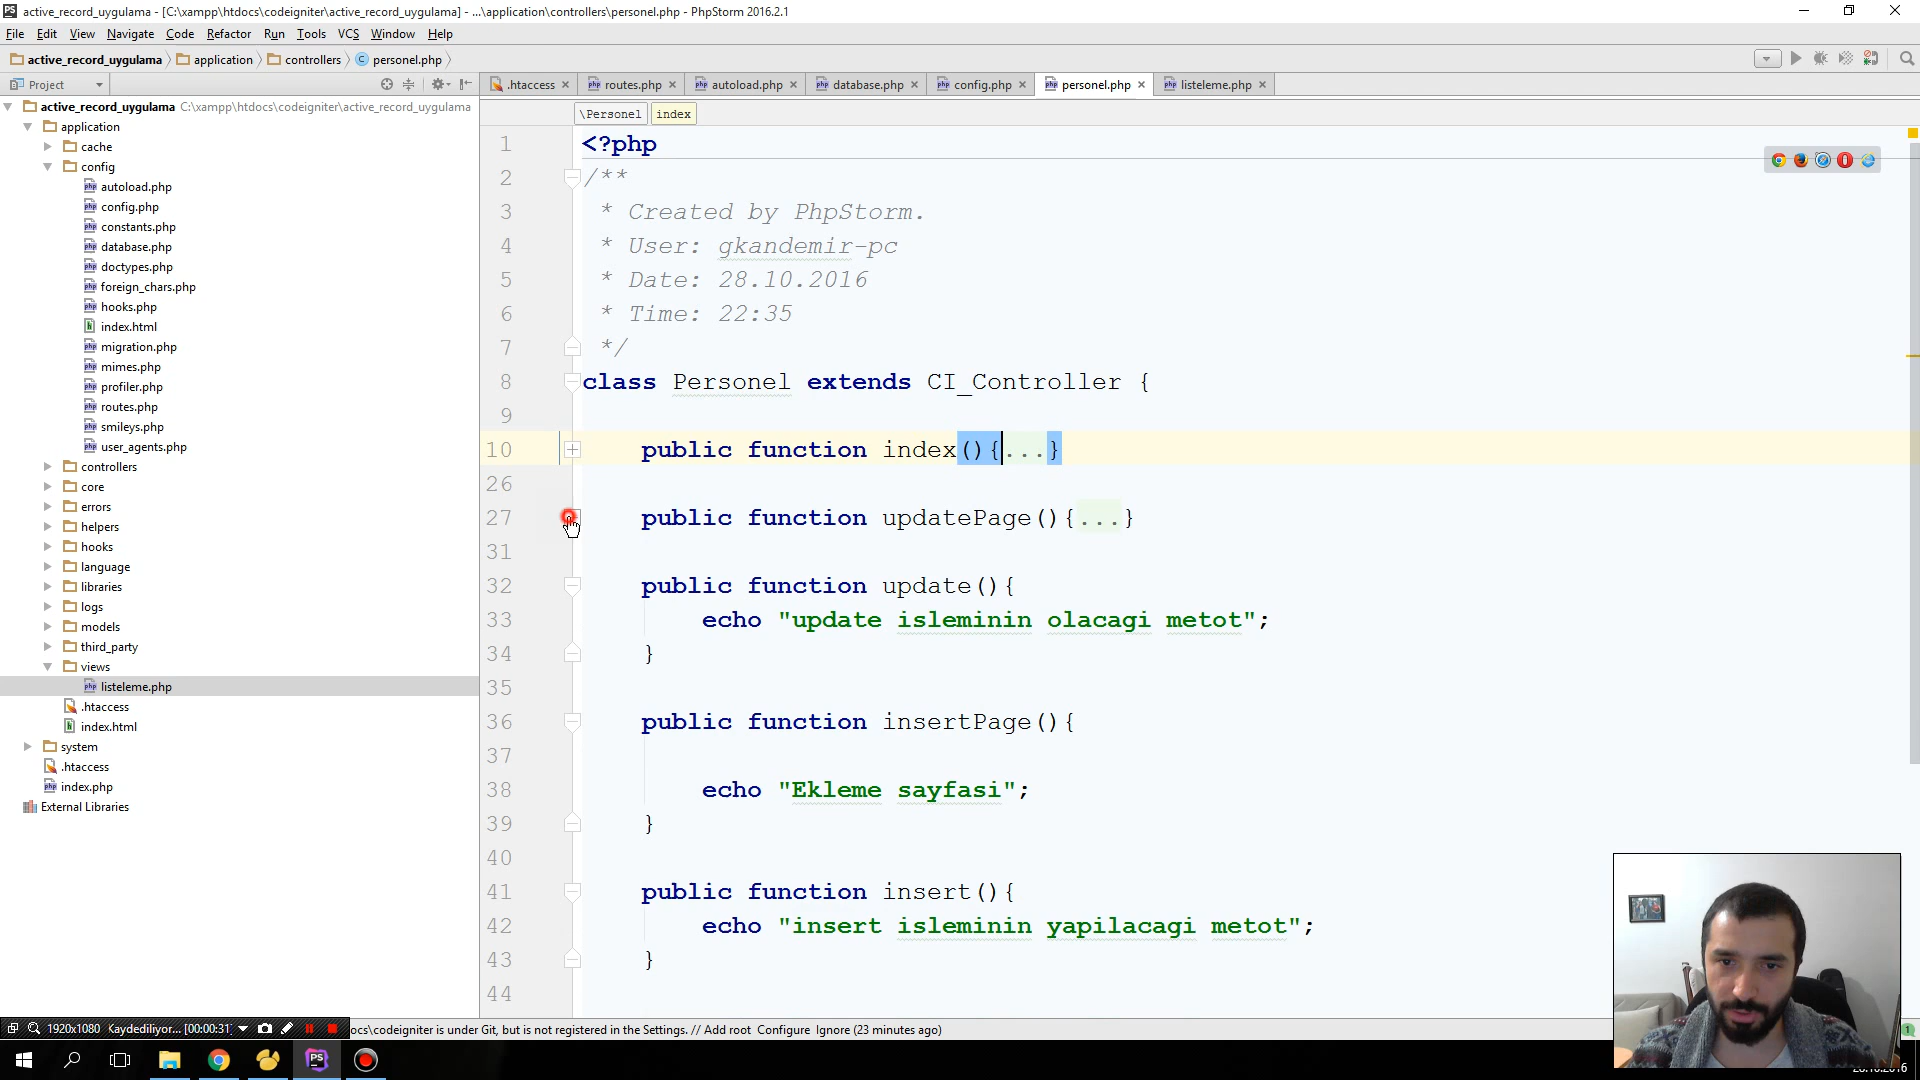 active_record_uygulama - [C:\xampp\htdocs\codeigniter\active_record_uygulama] - ...\application\controllers\personel.php - PhpStorm 2016.2.1
File Edit View Navigate Code Refactor Run Tools VCS Window Help
active_record_uygulama application controllers personel.php
Project
.htaccess routes.php autoload.php database.php config.php personel.php listeleme.php
\Personel index
active_record_uygulama C:\xampp\htdocs\codeigniter\active_record_uygulama
application
cache
config
autoload.php
config.php
constants.php
database.php
doctypes.php
foreign_chars.php
hooks.php
index.html
migration.php
mimes.php
profiler.php
routes.php
smileys.php
user_agents.php
controllers
core
errors
helpers
hooks
language
libraries
logs
models
third_party
views
listeleme.php
.htaccess
index.html
system
.htaccess
index.php
External Libraries
1 <?php
2 /**
3 * Created by PhpStorm.
4 * User: gkandemir-pc
5 * Date: 28.10.2016
6 * Time: 22:35
7 */
8 class Personel extends CI_Controller {
9
10 public function index(){...}
26
27 public function updatePage(){...}
31
32 public function update(){
33 echo "update isleminin olacagi metot";
34 }
35
36 public function insertPage(){
37
38 echo "Ekleme sayfasi";
39 }
40
41 public function insert(){
42 echo "insert isleminin yapilacagi metot";
43 }
44
1920x1080 Kaydediliyor... [00:00:31]
ocs\codeigniter is under Git, but is not registered in the Settings. // Add root Configure Ignore (23 minutes ago)